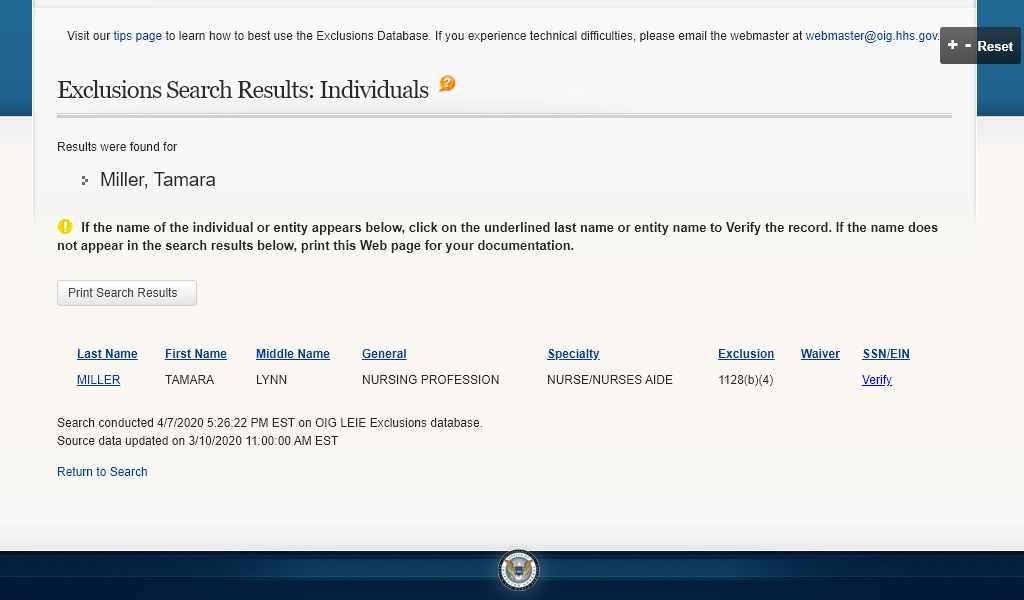 Visit our tips page to learn how to best use the Exclusions Database. If you experience technical difficulties, please email the webmaster at webmaster@oig.hhs.gov.
+ - Reset
Exclusions Search Results: Individuals
Results were found for
Miller, Tamara
If the name of the individual or entity appears below, click on the underlined last name or entity name to Verify the record. If the name does
not appear in the search results below, print this Web page for your documentation.
Print Search Results
Last Name First Name Middle Name General Specialty Exclusion Waiver SSN/EIN
MILLER TAMARA LYNN NURSING PROFESSION NURSE/NURSES AIDE 1128(b)(4) Verify
Search conducted 4/7/2020 5:26:22 PM EST on OIG LEIE Exclusions database.
Source data updated on 3/10/2020 11:00:00 AM EST
Return to Search